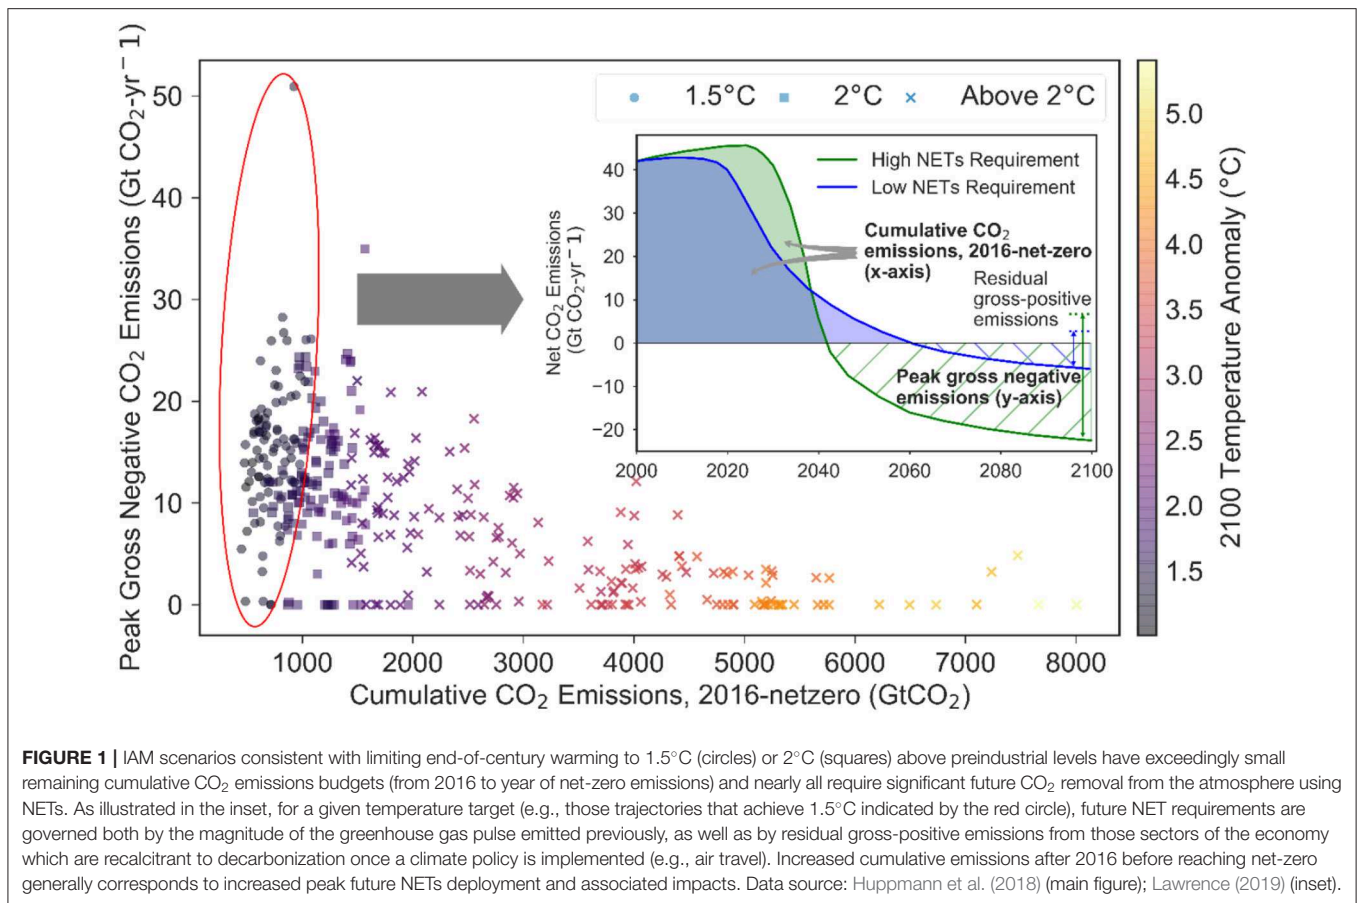 Peak Gross Negative CO₂ Emissions (Gt CO₂-yr−1)
50
40
30
20
10
0
1000 2000 3000 4000 5000 6000 7000 8000
Cumulative CO₂ Emissions, 2016-netzero (GtCO₂)
1.5°C 2°C Above 2°C
Net CO₂ Emissions
(Gt CO₂-yr−1)
40
30
20
10
0
−10
−20
2000 2020 2040 2060 2080 2100
High NETs Requirement
Low NETs Requirement
Cumulative CO₂
emissions, 2016-net-zero
(x-axis)
Residual
gross-positive
emissions
Peak gross negative
emissions (y-axis)
5.0
4.5
4.0
3.5
3.0
2.5
2.0
1.5
2100 Temperature Anomaly (°C)
FIGURE 1 | IAM scenarios consistent with limiting end-of-century warming to 1.5°C (circles) or 2°C (squares) above preindustrial levels have exceedingly small
remaining cumulative CO₂ emissions budgets (from 2016 to year of net-zero emissions) and nearly all require significant future CO₂ removal from the atmosphere using
NETs. As illustrated in the inset, for a given temperature target (e.g., those trajectories that achieve 1.5°C indicated by the red circle), future NET requirements are
governed both by the magnitude of the greenhouse gas pulse emitted previously, as well as by residual gross-positive emissions from those sectors of the economy
which are recalcitrant to decarbonization once a climate policy is implemented (e.g., air travel). Increased cumulative emissions after 2016 before reaching net-zero
generally corresponds to increased peak future NETs deployment and associated impacts. Data source: Huppmann et al. (2018) (main figure); Lawrence (2019) (inset).